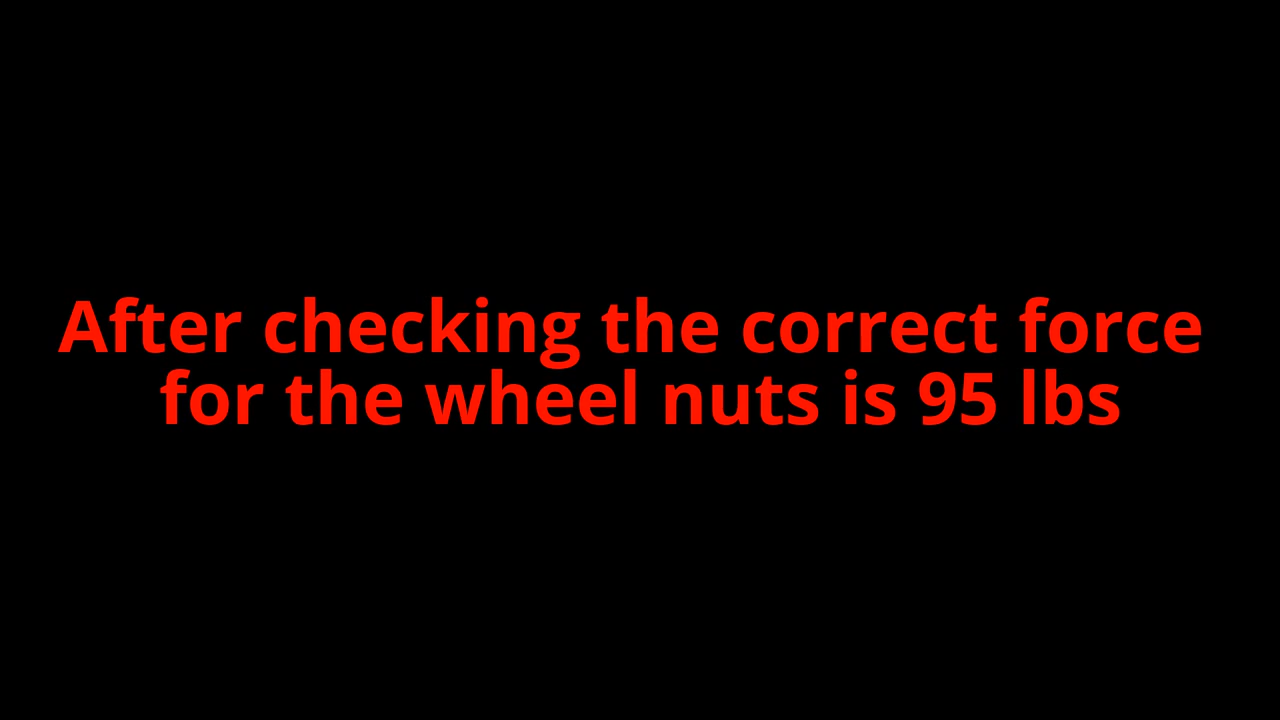 After checking the correct force
for the wheel nuts is 95 lbs